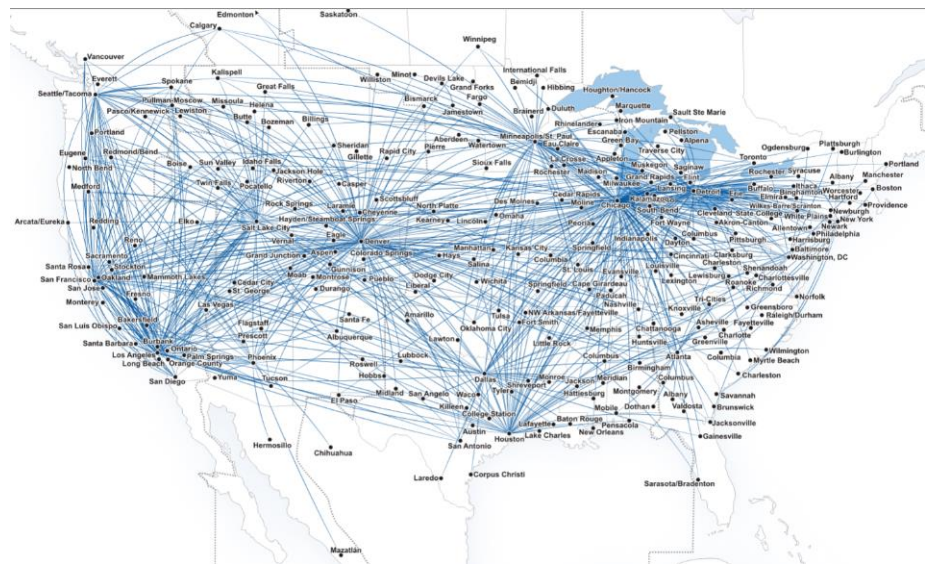 Edmonton
Saskatoon
Calgary
Winnipeg
Vancouver
Everett
Seattle/Tacoma
Spokane
Kalispell
Williston
Minot
Devils Lake
Grand Forks
International Falls
Bemidji
Hibbing
Houghton/Hancock
Pullman-Moscow
Pasco/Kennewick
Lewiston
Missoula
Great Falls
Helena
Butte
Bozeman
Billings
Bismarck
Fargo
Jamestown
Brainerd
Duluth
Marquette
Iron Mountain
Sault Ste Marie
Rhinelander
Escanaba
Pellston
Alpena
Portland
Minneapolis/St. Paul
Eau Claire
Green Bay
Traverse City
Ogdensburg
Plattsburgh
Burlington
Eugene
Redmond/Bend
North Bend
Boise
Sun Valley
Idaho Falls
Jackson Hole
Sheridan
Gillette
Rapid City
Aberdeen
Pierre
Watertown
Sioux Falls
La Crosse
Rochester
Appleton
Madison
Muskegon
Saginaw
Grand Rapids
Flint
Toronto
Rochester
Syracuse
Portland
Manchester
Medford
Twin Falls
Pocatello
Riverton
Casper
Milwaukee
Lansing
Detroit
Erie
Buffalo
Ithaca
Binghamton
Elmira
Albany
Worcester
Boston
Hartford
Providence
Wilkes-Barre/Scranton
Arcata/Eureka
Redding
Elko
Rock Springs
Salt Lake City
Laramie
Cheyenne
Scottsbluff
North Platte
Kearney
Lincoln
Des Moines
Omaha
Cedar Rapids
Moline
Chicago
Kalamazoo
South Bend
Cleveland
State College
White Plains
Newburgh
New York
Newark
Peoria
Fort Wayne
Akron-Canton
Allentown
Philadelphia
Reno
Hayden/Steamboat Springs
Vernal
Eagle
Denver
Grand Junction
Aspen
Colorado Springs
Hays
Manhattan
Salina
Kansas City
Columbia
Springfield
Indianapolis
Dayton
Columbus
Pittsburgh
Harrisburg
Baltimore
Washington, DC
Sacramento
Stockton
Santa Rosa
San Francisco
Oakland
Mammoth Lakes
San Jose
Fresno
Monterey
Cedar City
St. George
Moab
Montrose
Gunnison
Durango
Pueblo
Dodge City
Liberal
Wichita
St. Louis
Springfield
Cape Girardeau
Evansville
Paducah
Louisville
Lexington
Cincinnati
Clarksburg
Charleston
Shenandoah
Charlottesville
Lewisburg
Roanoke
Richmond
Norfolk
Las Vegas
Bakersfield
San Luis Obispo
Flagstaff
Prescott
Santa Fe
Albuquerque
Amarillo
Tulsa
NW Arkansas/Fayetteville
Fort Smith
Oklahoma City
Lawton
Little Rock
Memphis
Nashville
Knoxville
Tri-Cities
Greensboro
Raleigh/Durham
Asheville
Fayetteville
Charlotte
Greenville
Chattanooga
Huntsville
Santa Barbara
Burbank
Ontario
Los Angeles
Palm Springs
Long Beach
Orange County
San Diego
Phoenix
Yuma
Tucson
Roswell
Hobbs
Lubbock
Midland
San Angelo
El Paso
Dallas
Tyler
Waco
Killeen
Shreveport
Monroe
Jackson
Meridian
Hattiesburg
Columbus
Birmingham
Atlanta
Columbia
Wilmington
Myrtle Beach
Charleston
Montgomery
Columbus
Albany
Savannah
College Station
Austin
Houston
San Antonio
Lafayette
Lake Charles
Baton Rouge
New Orleans
Mobile
Pensacola
Dothan
Valdosta
Brunswick
Jacksonville
Gainesville
Hermosillo
Chihuahua
Laredo
Corpus Christi
Sarasota/Bradenton
Mazatlán